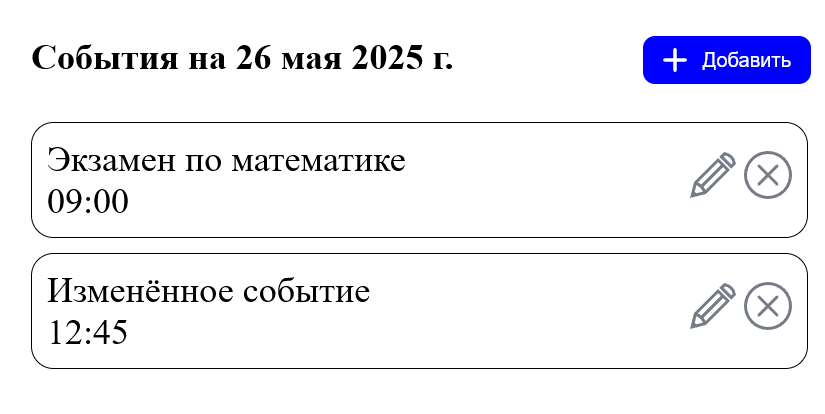 События на 26 мая 2025 г.
Добавить
Экзамен по математике
09:00
Изменённое событие
12:45